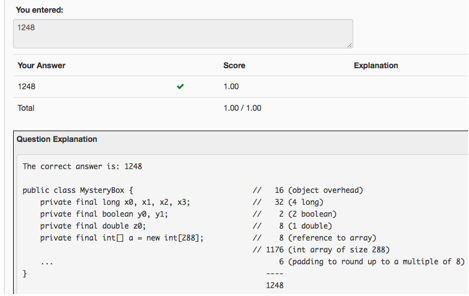 You entered:
1248
Your Answer Score Explanation
1248 ✔ 1.00
Total 1.00 / 1.00
Question Explanation
The correct answer is: 1248
public class MysteryBox { // 16 (object overhead)
private final long x0, x1, x2, x3; // 32 (4 long)
private final boolean y0, y1; // 2 (2 boolean)
private final double z0; // 8 (1 double)
private final int[] a = new int[288]; // 8 (reference to array)
// 1176 (int array of size 288)
... 6 (padding to round up to a multiple of 8)
} ----
1248